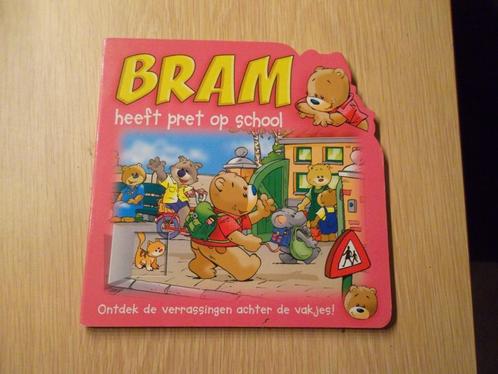 BRAM
heeft pret op school
Ontdek de verrassingen achter de vakjes!